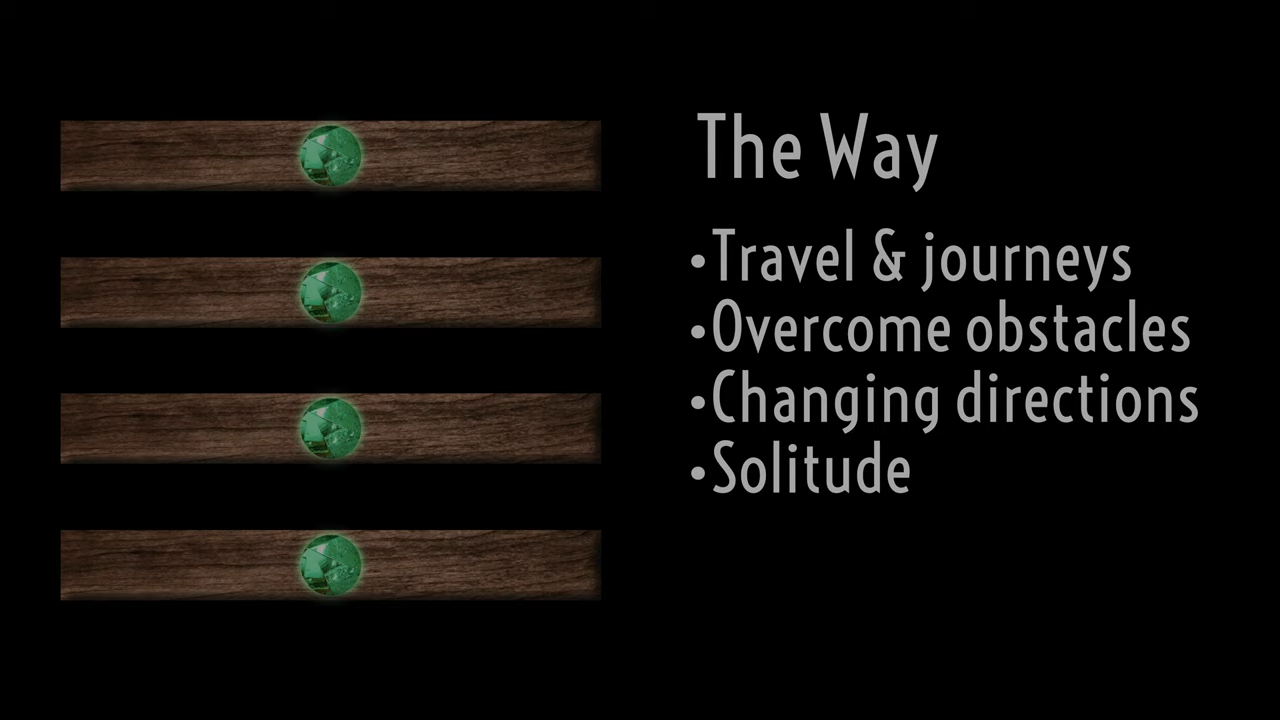 The Way
•Travel & journeys
•Overcome obstacles
•Changing directions
•Solitude